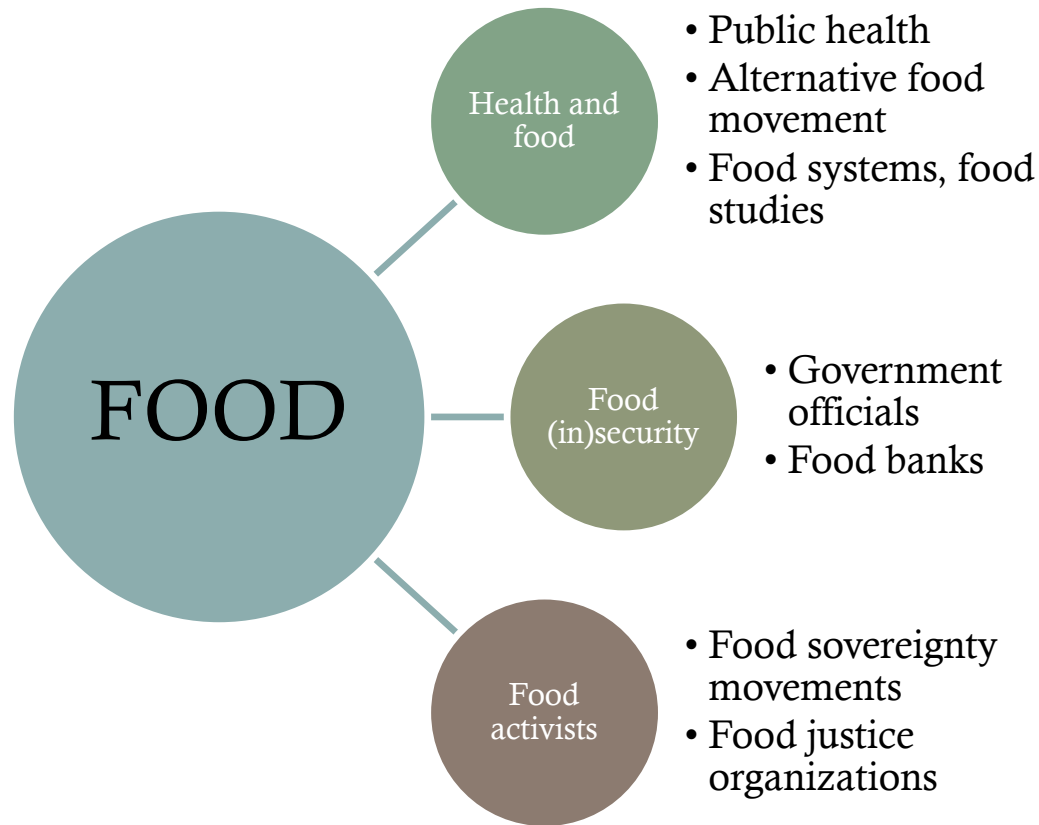 FOOD
Health and
food
• Public health
• Alternative food
movement
• Food systems, food
studies
Food
(in)security
• Government
officials
• Food banks
Food
activists
• Food sovereignty
movements
• Food justice
organizations